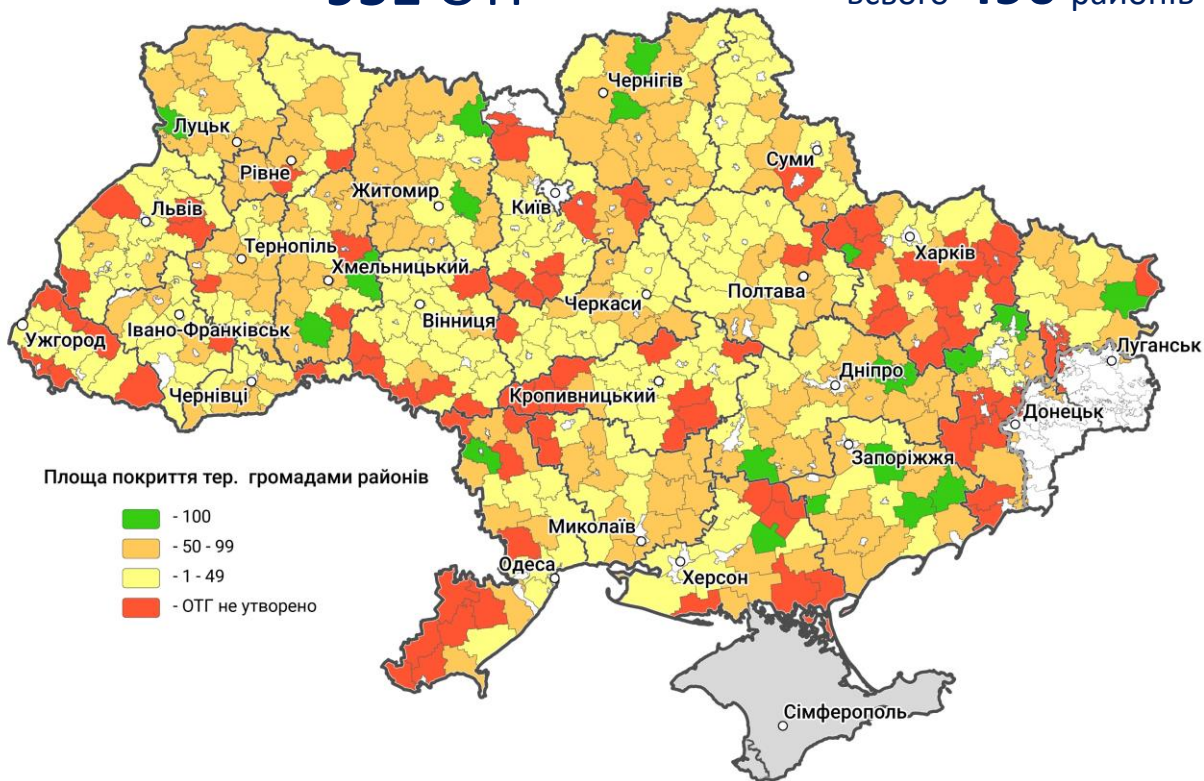 ОТГ
всього 490 районів
Чернігів
Луцьк
Суми
Рівне
Житомир
Київ
Львів
Харків
Тернопіль
Хмельницький
Черкаси
Полтава
Вінниця
Івано-Франківськ
Ужгород
Луганськ
Дніпро
Чернівці
Кропивницький
Донецьк
Запоріжжя
Площа покриття тер. громадами районів
- 100
- 50 - 99
- 1 - 49
- ОТГ не утворено
Миколаїв
Одеса
Херсон
Сімферополь